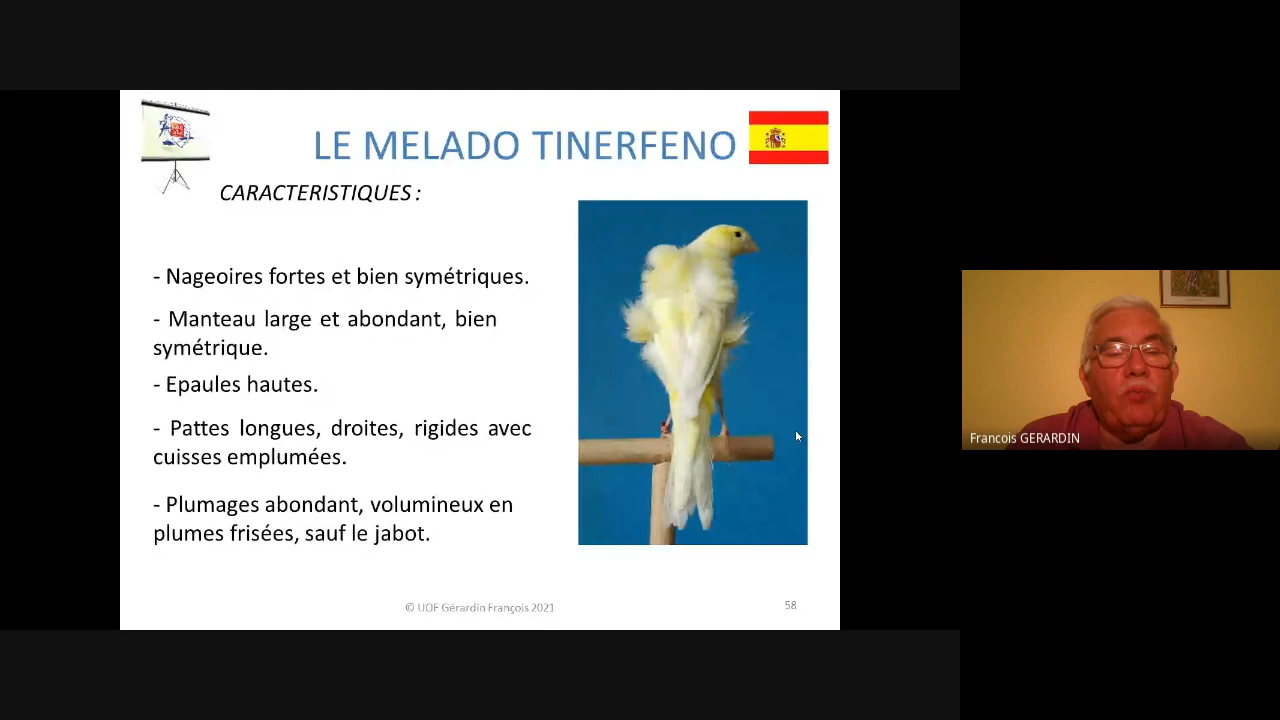 LE MELADO TINERFENO
CARACTERISTIQUES :
- Nageoires fortes et bien symétriques.
- Manteau large et abondant, bien
symétrique.
- Epaules hautes.
- Pattes longues, droites, rigides avec
cuisses emplumées.
- Plumages abondant, volumineux en
plumes frisées, sauf le jabot.
© UOF Gérardin François 2021
58
Francois GERARDIN